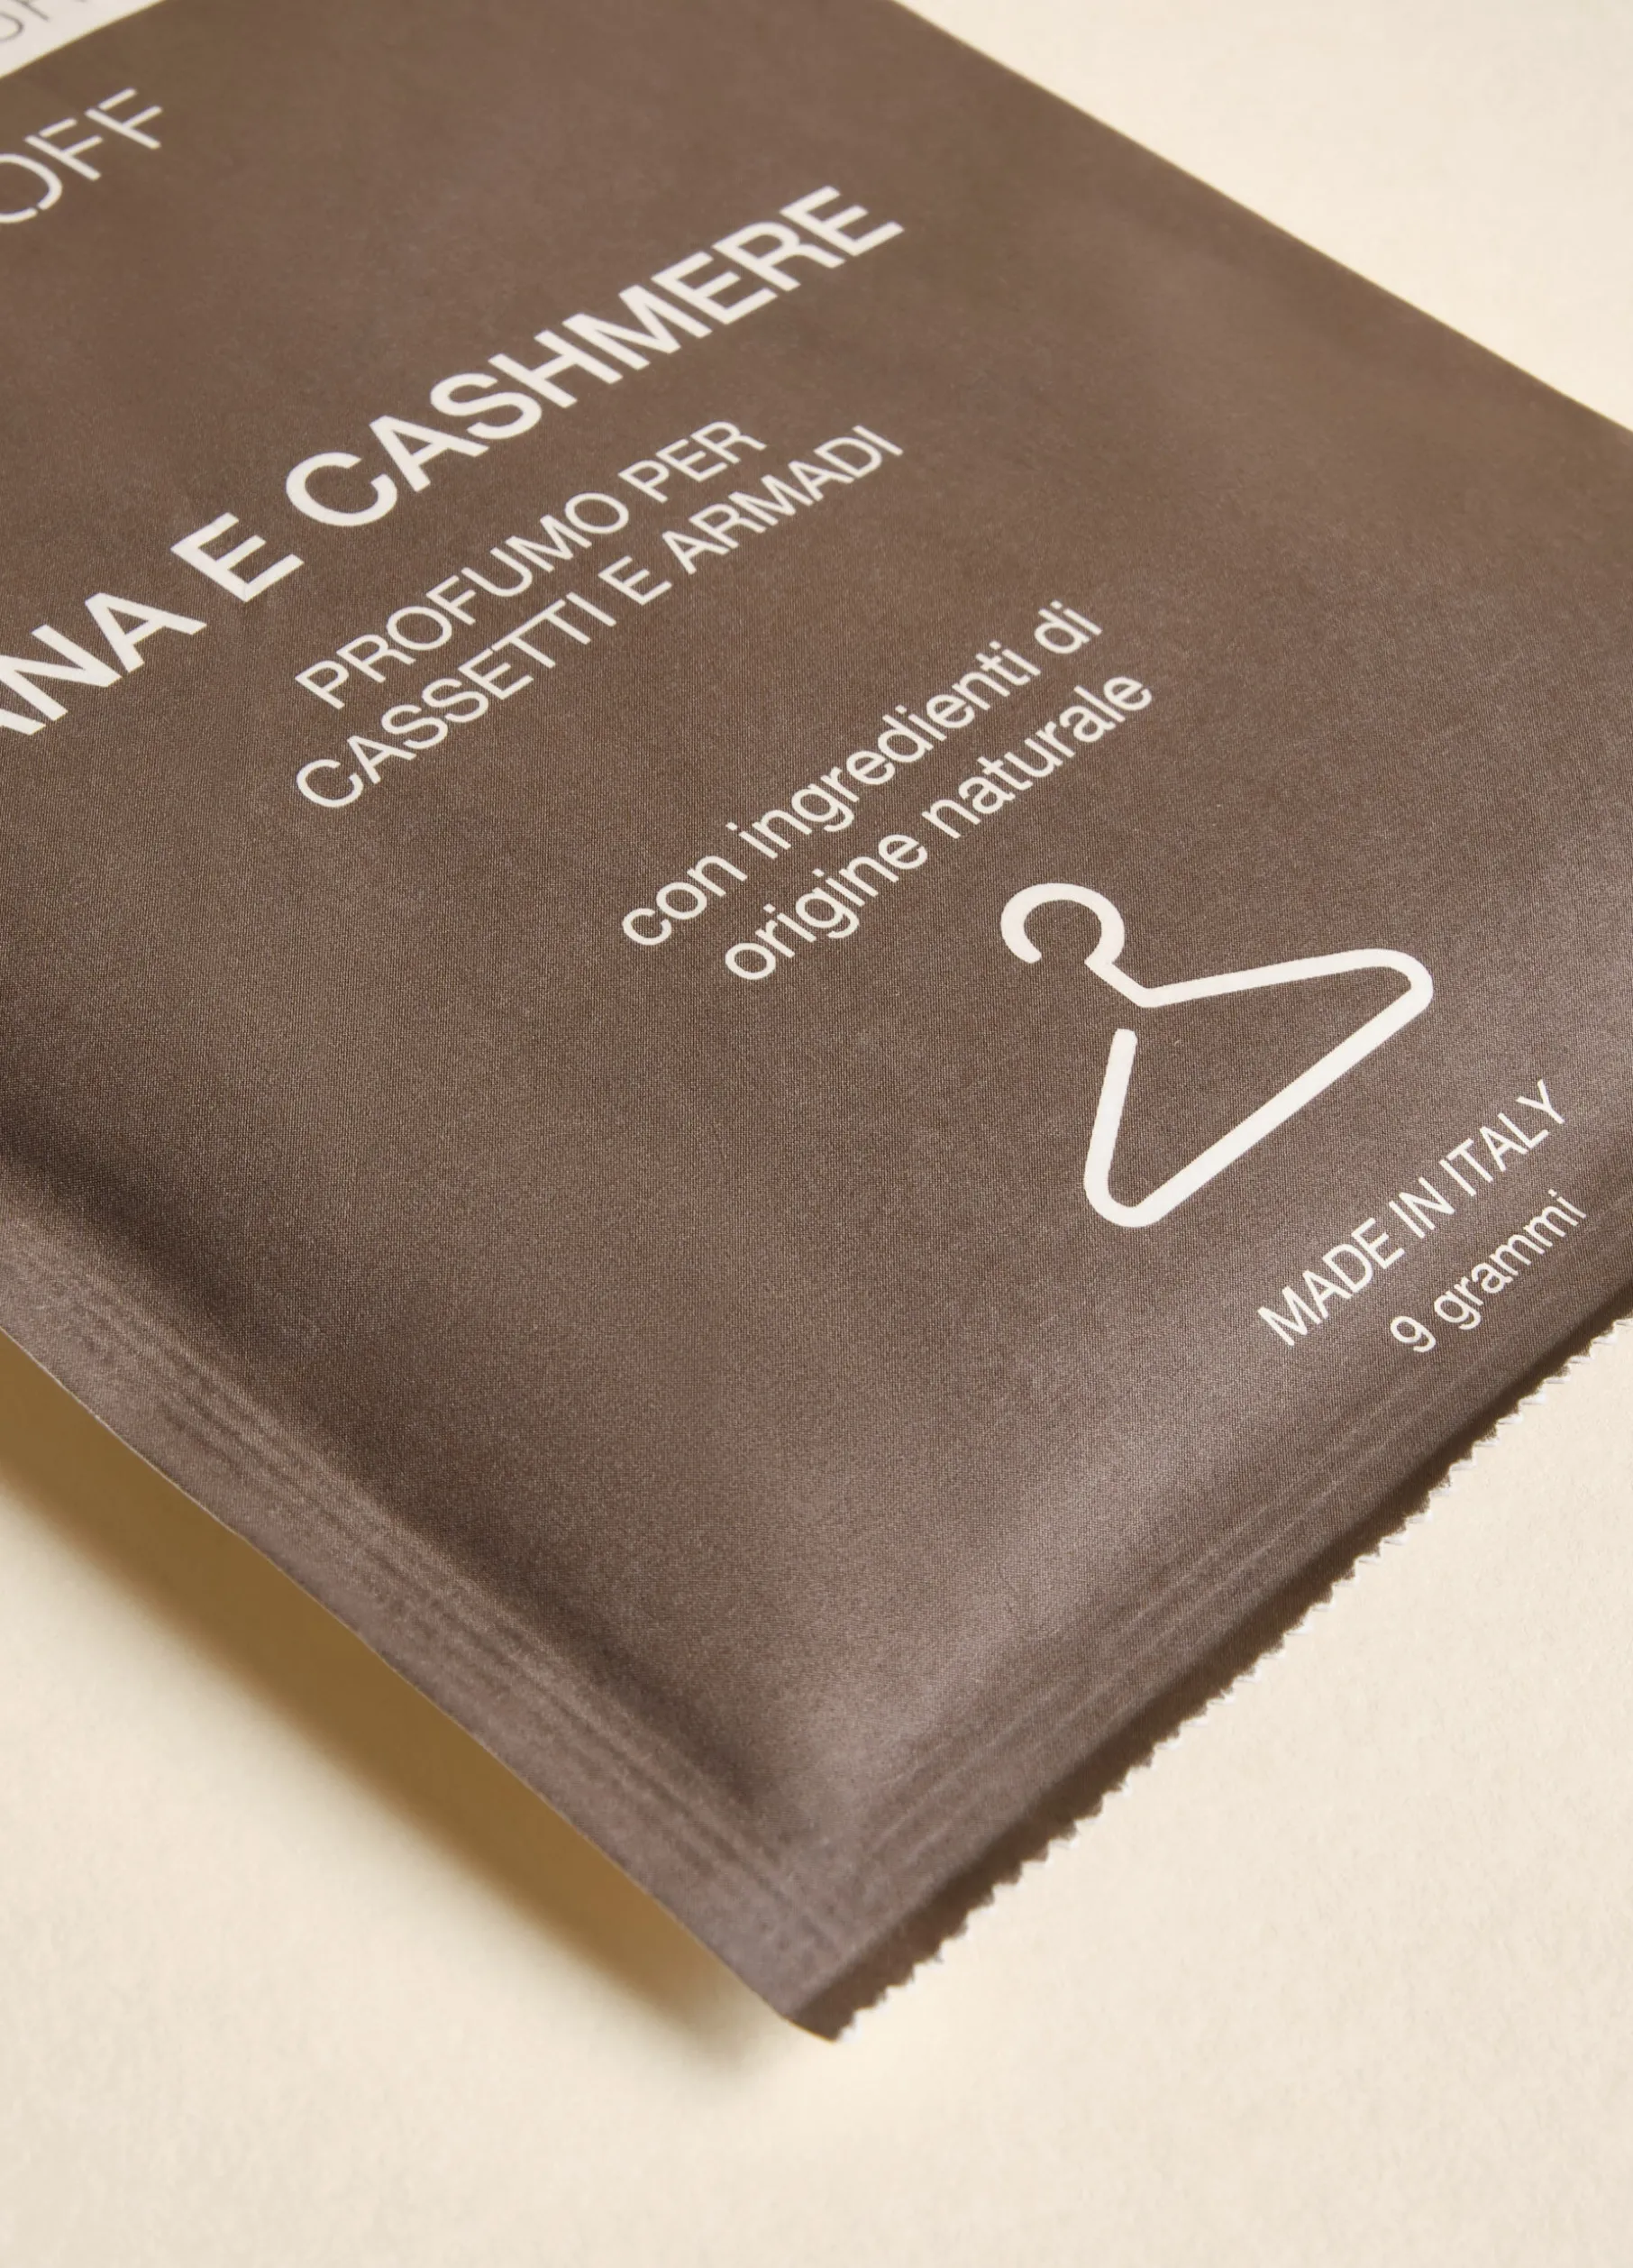 OFF
ANA E CASHMERE
PROFUMO PER
CASSETTI E ARMADI
con ingredienti di
origine naturale
MADE IN ITALY
9 grammi